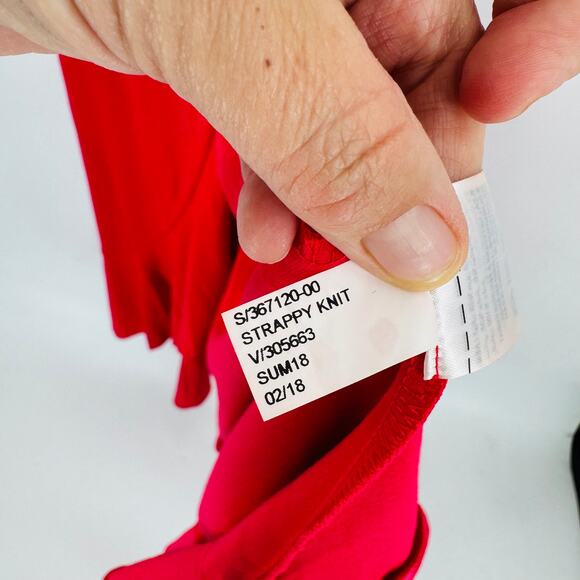 S/367120-00
STRAPPY KNIT
V/305663
SUM18
02/18